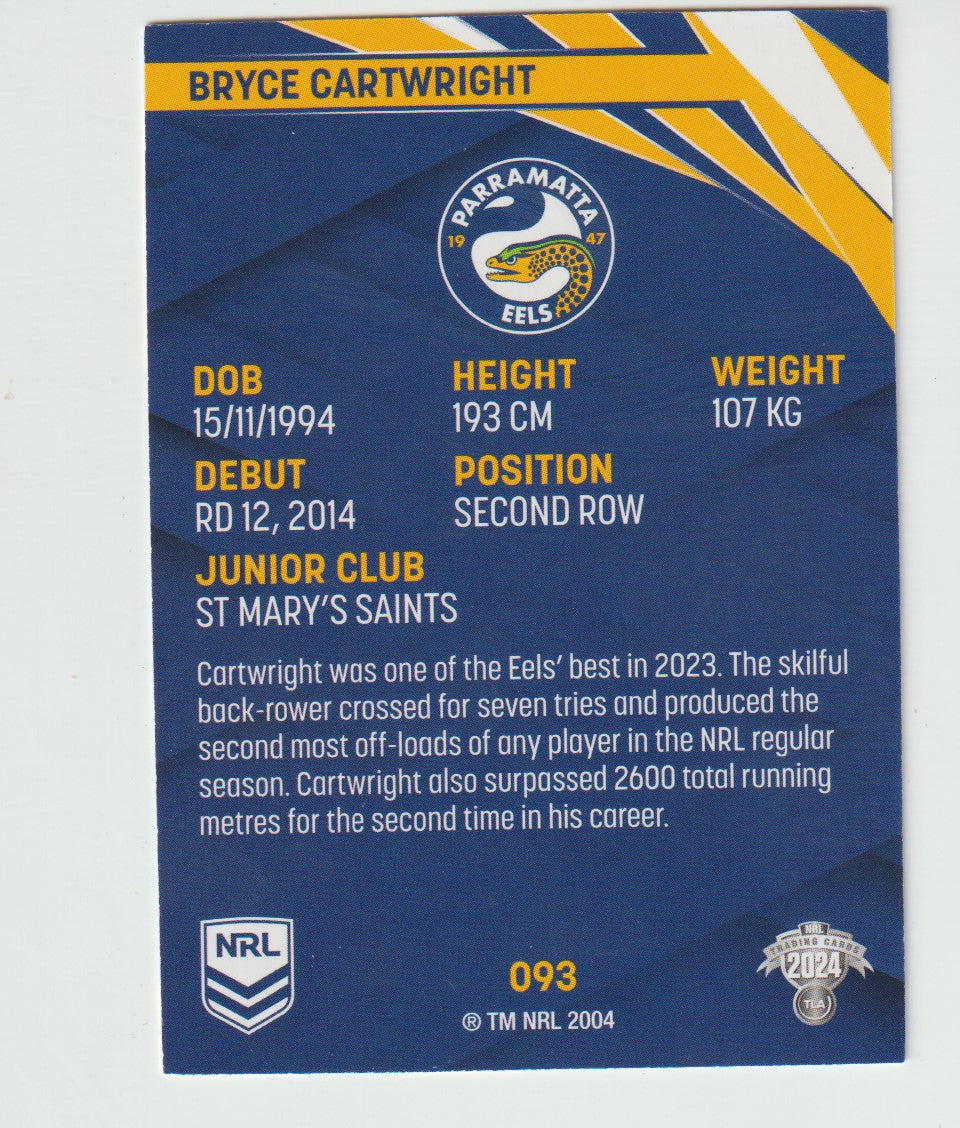 BRYCE CARTWRIGHT
PARRAMATTA
19 47
EELS
DOB HEIGHT WEIGHT
15/11/1994 193 CM 107 KG
DEBUT POSITION
RD 12, 2014 SECOND ROW
JUNIOR CLUB
ST MARY'S SAINTS
Cartwright was one of the Eels' best in 2023. The skilful
back-rower crossed for seven tries and produced the
second most off-loads of any player in the NRL regular
season. Cartwright also surpassed 2600 total running
metres for the second time in his career.
NRL
093
® TM NRL 2004
NRL
TRADING CARDS
2024
TLA